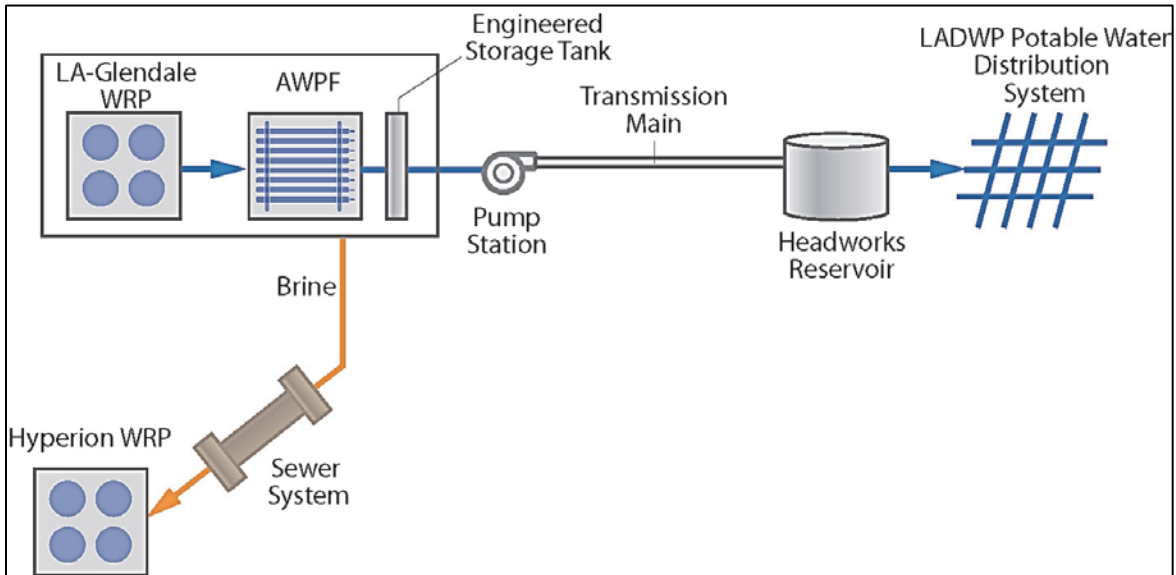 Engineered
Storage Tank
LA-Glendale
WRP
AWPF
Transmission
Main
LADWP Potable Water
Distribution
System
Pump
Station
Headworks
Reservoir
Brine
Hyperion WRP
Sewer
System